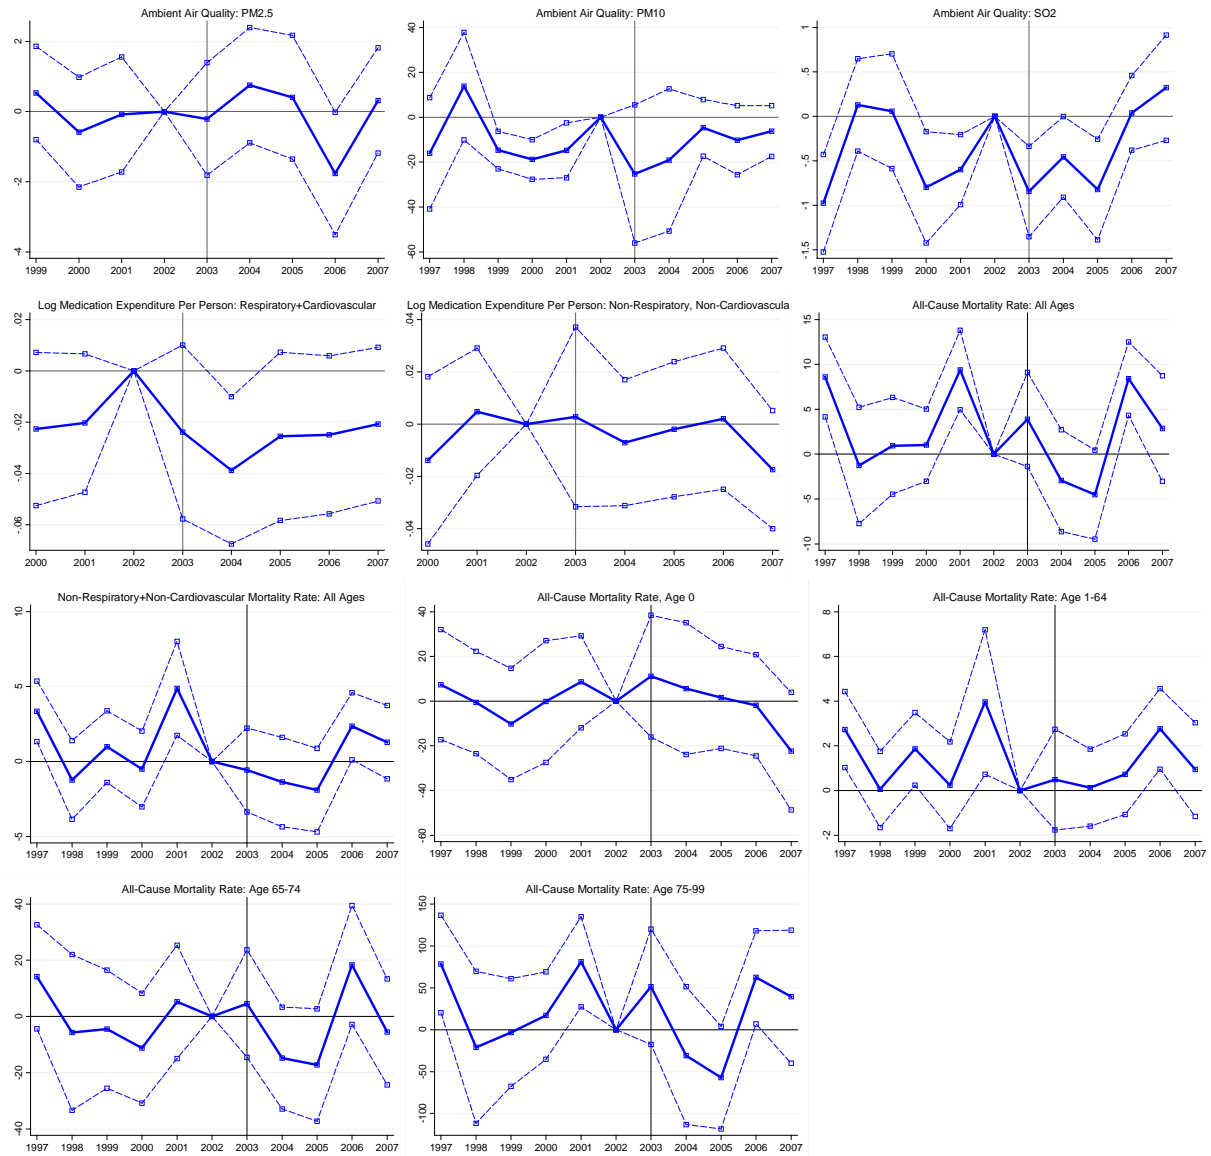 Ambient Air Quality: PM2.5
2
0
-2
-4
1999 2000 2001 2002 2003 2004 2005 2006 2007
Ambient Air Quality: PM10
40
20
0
-20
-40
-60
1997 1998 1999 2000 2001 2002 2003 2004 2005 2006 2007
Ambient Air Quality: SO2
1
.5
0
-.5
-1
-1.5
1997 1998 1999 2000 2001 2002 2003 2004 2005 2006 2007
Log Medication Expenditure Per Person: Respiratory+Cardiovascular
.02
0
-.02
-.04
-.06
2000 2001 2002 2003 2004 2005 2006 2007
Log Medication Expenditure Per Person: Non-Respiratory, Non-Cardiovascula
.04
.02
0
-.02
-.04
2000 2001 2002 2003 2004 2005 2006 2007
All-Cause Mortality Rate: All Ages
15
10
5
0
-5
-10
1997 1998 1999 2000 2001 2002 2003 2004 2005 2006 2007
Non-Respiratory+Non-Cardiovascular Mortality Rate: All Ages
10
5
0
-5
1997 1998 1999 2000 2001 2002 2003 2004 2005 2006 2007
All-Cause Mortality Rate, Age 0
40
20
0
-20
-40
-60
1997 1998 1999 2000 2001 2002 2003 2004 2005 2006 2007
All-Cause Mortality Rate: Age 1-64
8
6
4
2
0
-2
1997 1998 1999 2000 2001 2002 2003 2004 2005 2006 2007
All-Cause Mortality Rate: Age 65-74
40
20
0
-20
-40
1997 1998 1999 2000 2001 2002 2003 2004 2005 2006 2007
All-Cause Mortality Rate: Age 75-99
150
100
50
0
-50
-100
1997 1998 1999 2000 2001 2002 2003 2004 2005 2006 2007